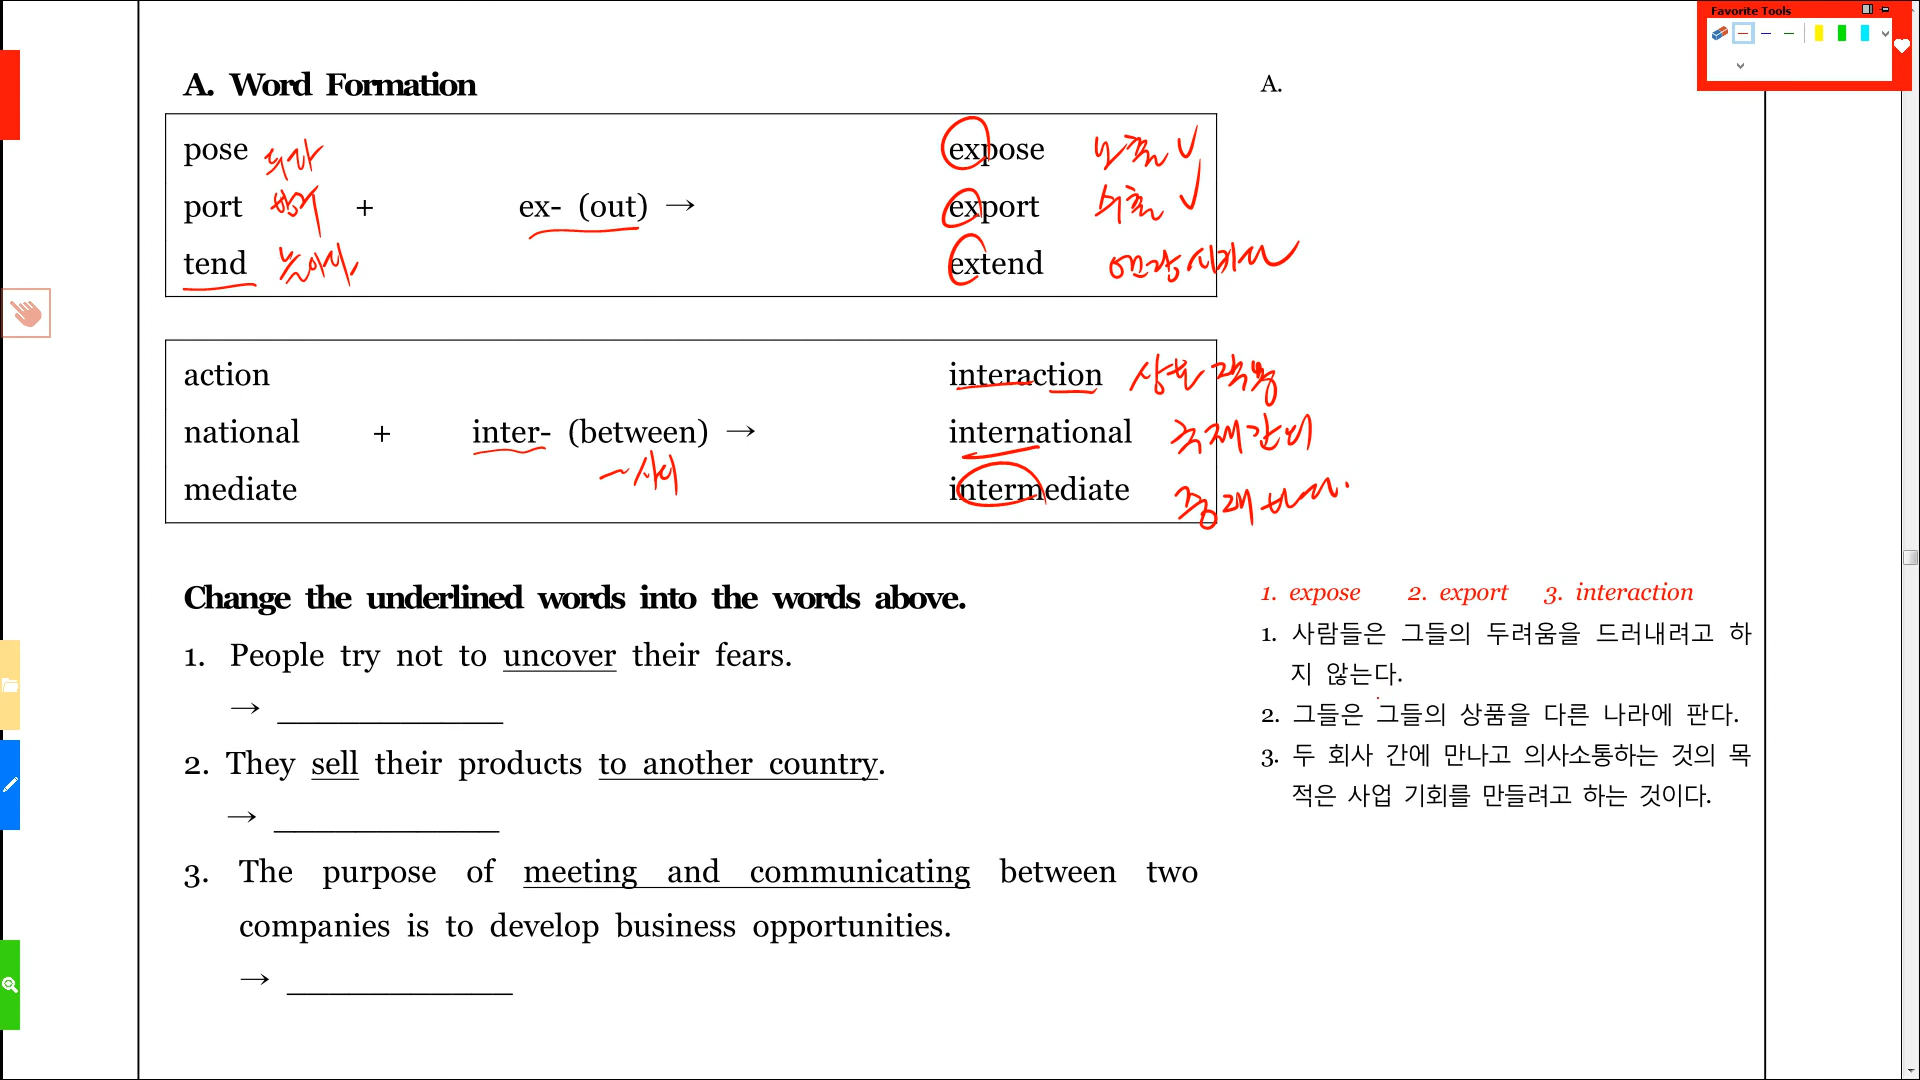 Favorite Tools
A. Word Formation
A.
pose 두다 expose 노출
port 항구 + ex- (out) → export 수출
tend 늘이다. extend 연장시키다
action interaction 상호 작용
national + inter- (between) → international 국제간의
~사이
mediate intermediate 중재하다.
Change the underlined words into the words above.
1. People try not to uncover their fears.
→ ______________
2. They sell their products to another country.
→ ______________
3. The purpose of meeting and communicating between two
companies is to develop business opportunities.
→ ______________
1. expose 2. export 3. interaction
1. 사람들은 그들의 두려움을 드러내려고 하
지 않는다.
2. 그들은 그들의 상품을 다른 나라에 판다.
3. 두 회사 간에 만나고 의사소통하는 것의 목
적은 사업 기회를 만들려고 하는 것이다.